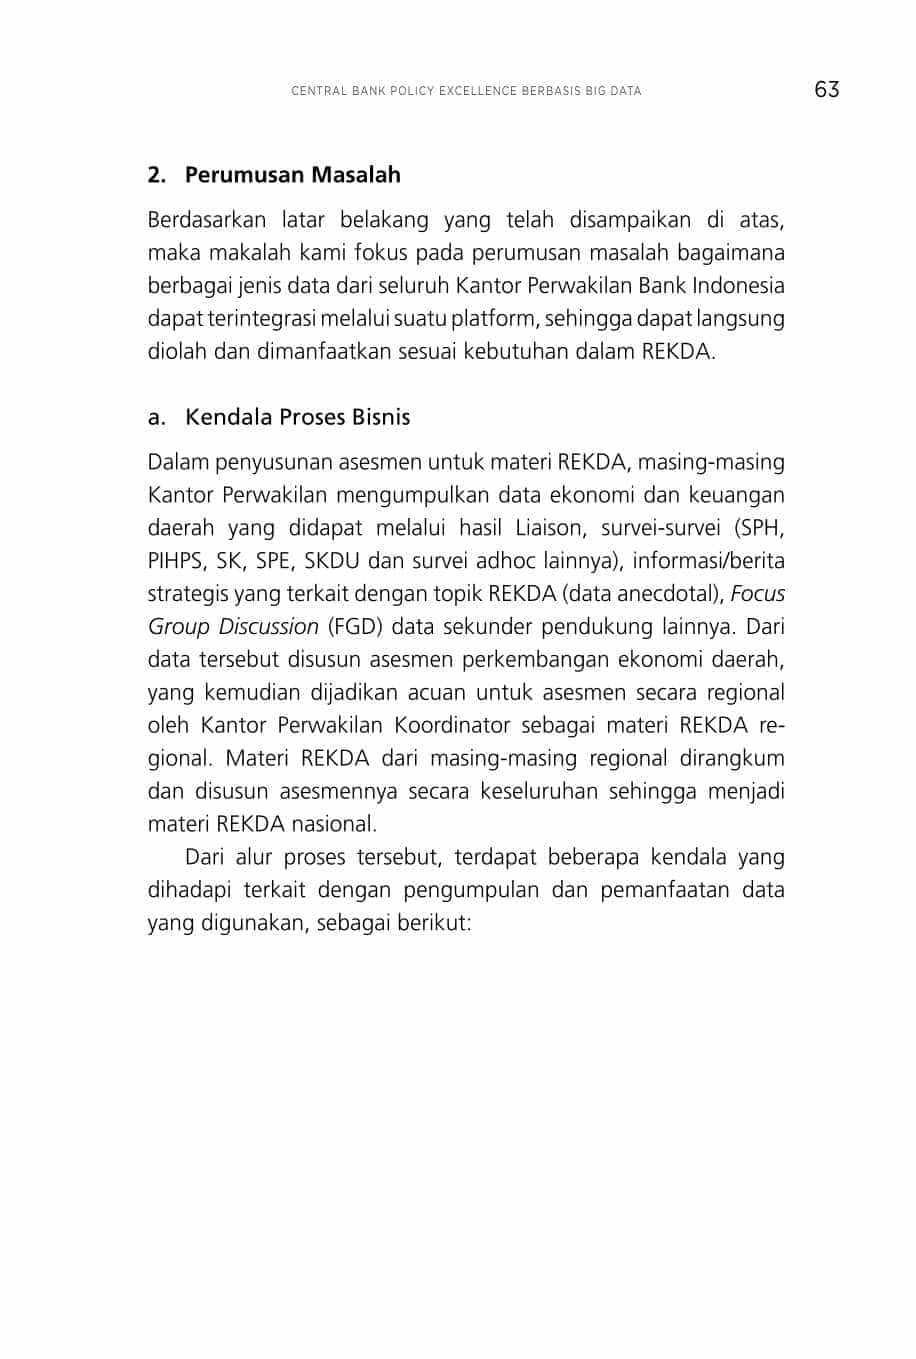 CENTRAL BANK POLICY EXCELLENCE BERBASIS BIG DATA 63
2. Perumusan Masalah
Berdasarkan latar belakang yang telah disampaikan di atas,
maka makalah kami fokus pada perumusan masalah bagaimana
berbagai jenis data dari seluruh Kantor Perwakilan Bank Indonesia
dapat terintegrasi melalui suatu platform, sehingga dapat langsung
diolah dan dimanfaatkan sesuai kebutuhan dalam REKDA.
a. Kendala Proses Bisnis
Dalam penyusunan asesmen untuk materi REKDA, masing-masing
Kantor Perwakilan mengumpulkan data ekonomi dan keuangan
daerah yang didapat melalui hasil Liaison, survei-survei (SPH,
PIHPS, SK, SPE, SKDU dan survei adhoc lainnya), informasi/berita
strategis yang terkait dengan topik REKDA (data anecdotal), Focus
Group Discussion (FGD) data sekunder pendukung lainnya. Dari
data tersebut disusun asesmen perkembangan ekonomi daerah,
yang kemudian dijadikan acuan untuk asesmen secara regional
oleh Kantor Perwakilan Koordinator sebagai materi REKDA re-
gional. Materi REKDA dari masing-masing regional dirangkum
dan disusun asesmennya secara keseluruhan sehingga menjadi
materi REKDA nasional.
Dari alur proses tersebut, terdapat beberapa kendala yang
dihadapi terkait dengan pengumpulan dan pemanfaatan data
yang digunakan, sebagai berikut: